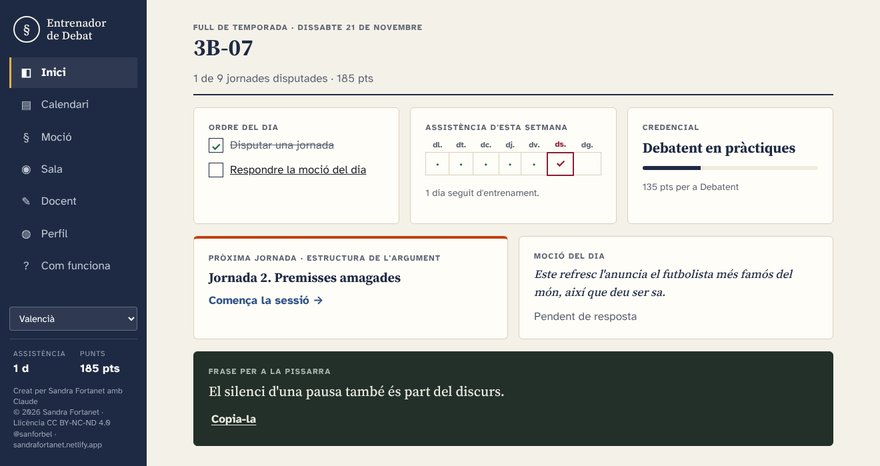 §
Entrenador
de Debat
Inici
Calendari
§ Moció
Sala
Docent
Perfil
? Com funciona
Valencià
ASSISTÈNCIA PUNTS
1 d 185 pts
Creat per Sandra Fortanet amb
Claude
© 2026 Sandra Fortanet ·
Llicència CC BY-NC-ND 4.0
@sanforbel ·
sandrafortanet.netlify.app
FULL DE TEMPORADA · DISSABTE 21 DE NOVEMBRE
3B-07
1 de 9 jornades disputades · 185 pts
ORDRE DEL DIA
Disputar una jornada
Respondre la moció del dia
ASSISTÈNCIA D'ESTA SETMANA
dl. dt. dc. dj. dv. ds. dg.
1 dia seguit d'entrenament.
CREDENCIAL
Debatent en pràctiques
135 pts per a Debatent
PRÒXIMA JORNADA · ESTRUCTURA DE L'ARGUMENT
Jornada 2. Premisses amagades
Comença la sessió →
MOCIÓ DEL DIA
Este refresc l'anuncia el futbolista més famós del
món, així que deu ser sa.
Pendent de resposta
FRASE PER A LA PISSARRA
El silenci d'una pausa també és part del discurs.
Copia-la